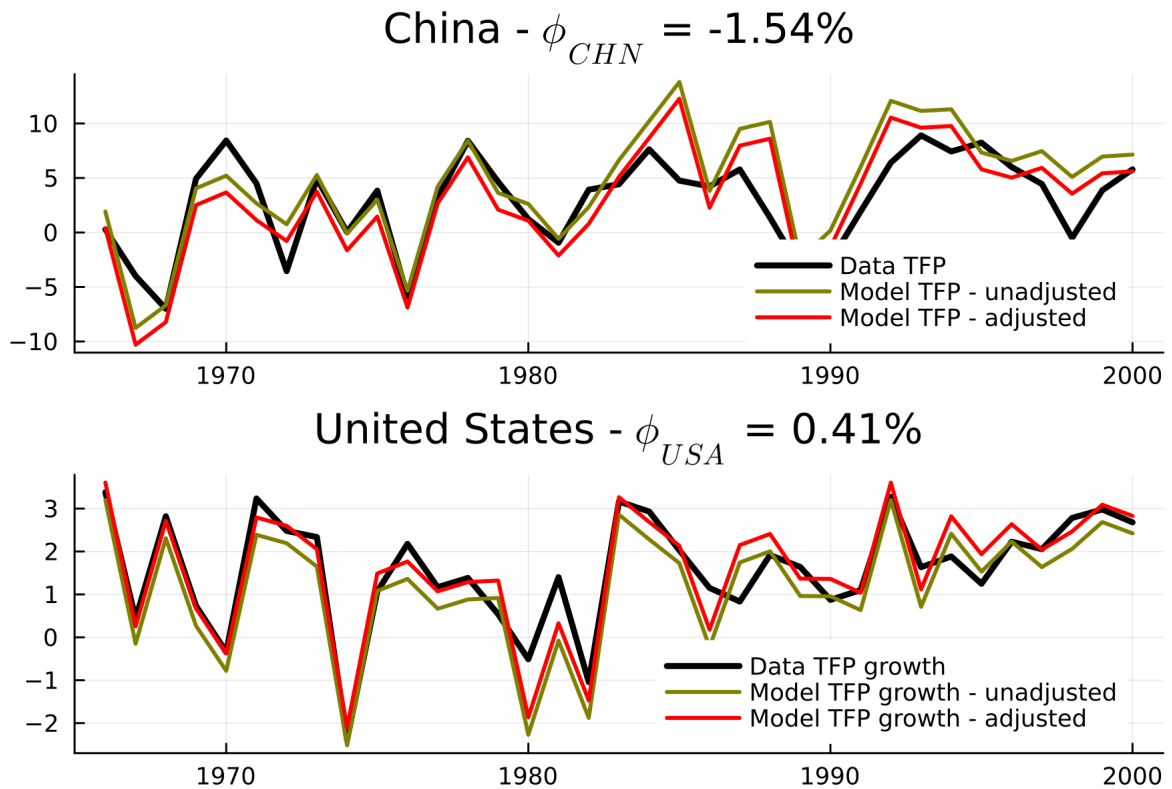 China - ϕ_CHN = -1.54%
10
5
0
−5
−10
Data TFP
Model TFP - unadjusted
Model TFP - adjusted
1970 1980 1990 2000
United States - ϕ_USA = 0.41%
3
2
1
0
−1
−2
Data TFP growth
Model TFP growth - unadjusted
Model TFP growth - adjusted
1970 1980 1990 2000